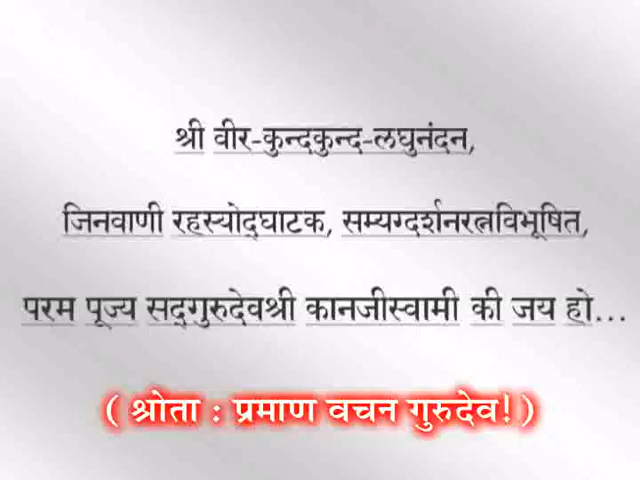 श्री वीर-कुन्दकुन्द-लघुनंदन,
जिनवाणी रहस्योद्‍घाटक, सम्यग्दर्शनरत्नविभूषित,
परम पूज्य सद्‍गुरुदेवश्री कानजीस्वामी की जय हो...
( श्रोता : प्रमाण वचन गुरुदेव! )